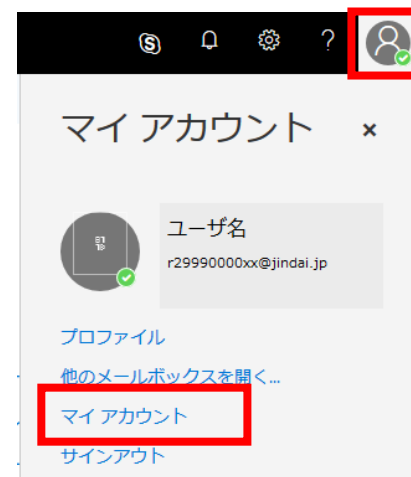 ?
マイ アカウント ×
ユーザ名
r29990000xx@jindai.jp
プロファイル
他のメールボックスを開く...
マイ アカウント
サインアウト